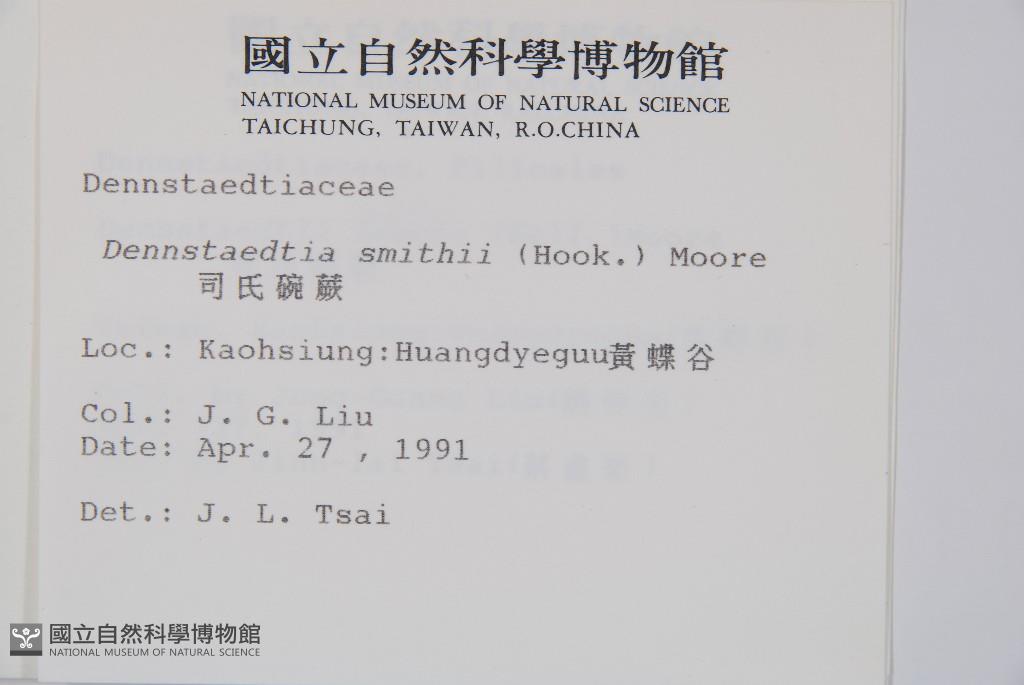 國立自然科學博物館
NATIONAL MUSEUM OF NATURAL SCIENCE
TAICHUNG, TAIWAN, R.O.CHINA
Dennstaedtiaceae
Dennstaedtia smithii (Hook.) Moore
司氏碗蕨
Loc.: Kaohsiung:Huangdyeguu黃蝶谷
Col.: J. G. Liu
Date: Apr. 27 , 1991
Det.: J. L. Tsai
國立自然科學博物館
NATIONAL MUSEUM OF NATURAL SCIENCE